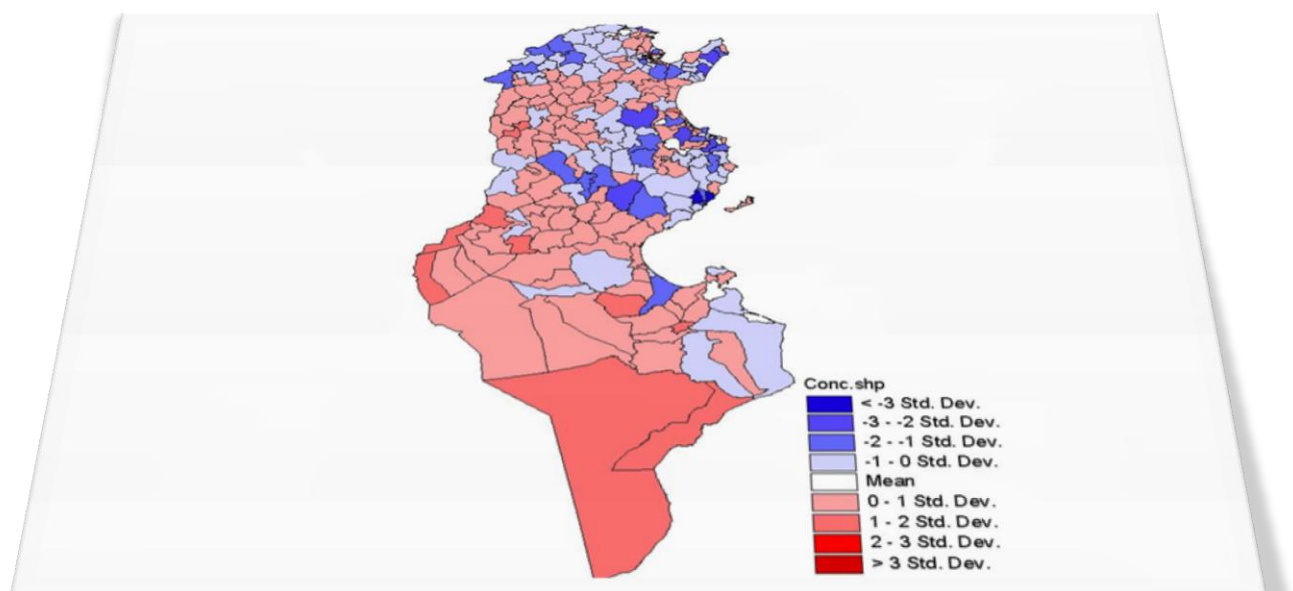 Conc.shp
< -3 Std. Dev.
-3 - -2 Std. Dev.
-2 - -1 Std. Dev.
-1 - 0 Std. Dev.
Mean
0 - 1 Std. Dev.
1 - 2 Std. Dev.
2 - 3 Std. Dev.
> 3 Std. Dev.